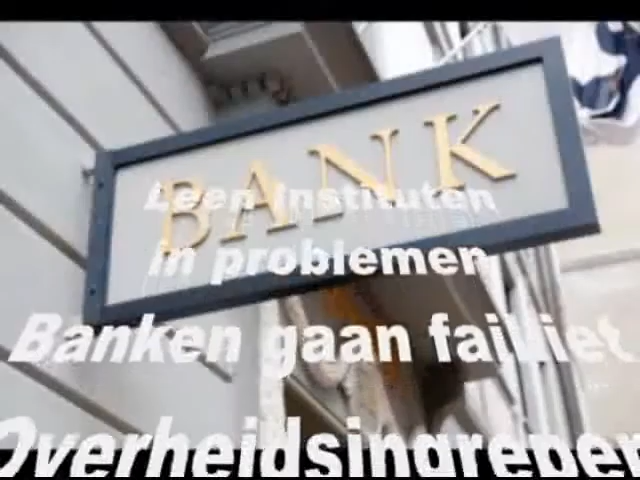 BANK
Leen Instituten
in problemen
Banken gaan failliet
Overheidsingrepen